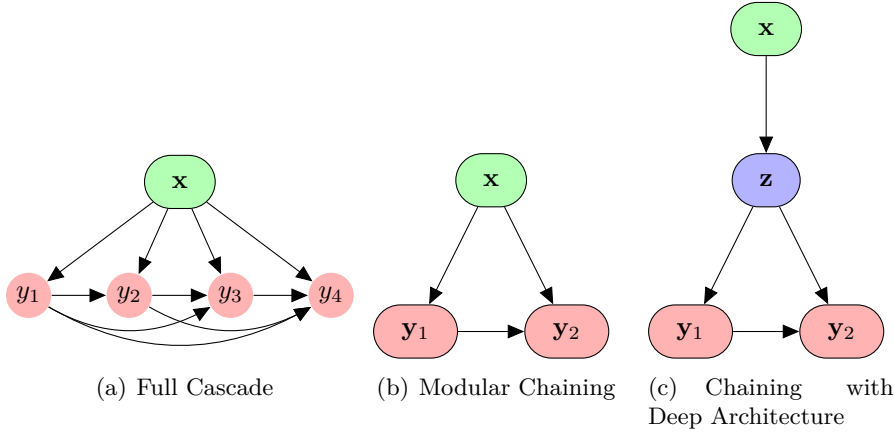 x
z
x
x
y₁
y₂
y₃
y₄
y₁
y₂
y₁
y₂
(a) Full Cascade
(b) Modular Chaining
(c) Chaining with
Deep Architecture